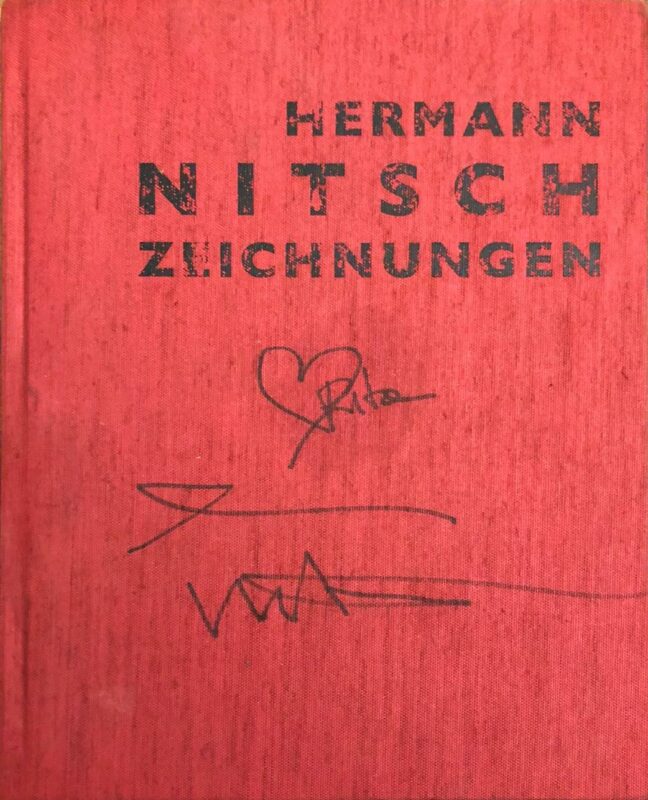 HERMANN
NITSCH
ZEICHNUNGEN
Rita